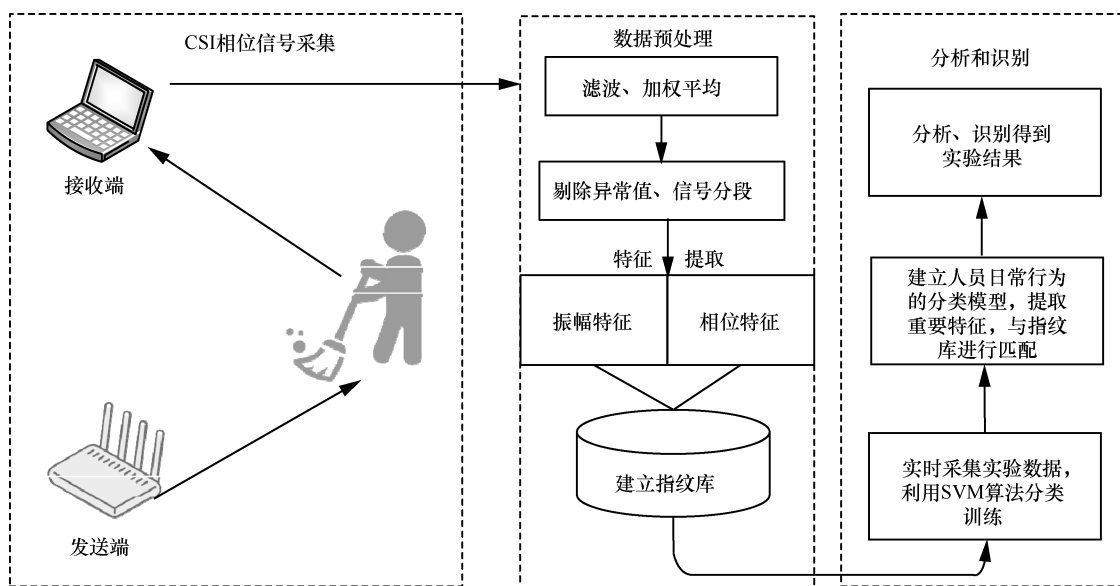 CSI相位信号采集
接收端
发送端
数据预处理
滤波、加权平均
剔除异常值、信号分段
特征 提取
振幅特征
相位特征
建立指纹库
分析和识别
分析、识别得到
实验结果
建立人员日常行为
的分类模型，提取
重要特征，与指纹
库进行匹配
实时采集实验数据，
利用SVM算法分类
训练